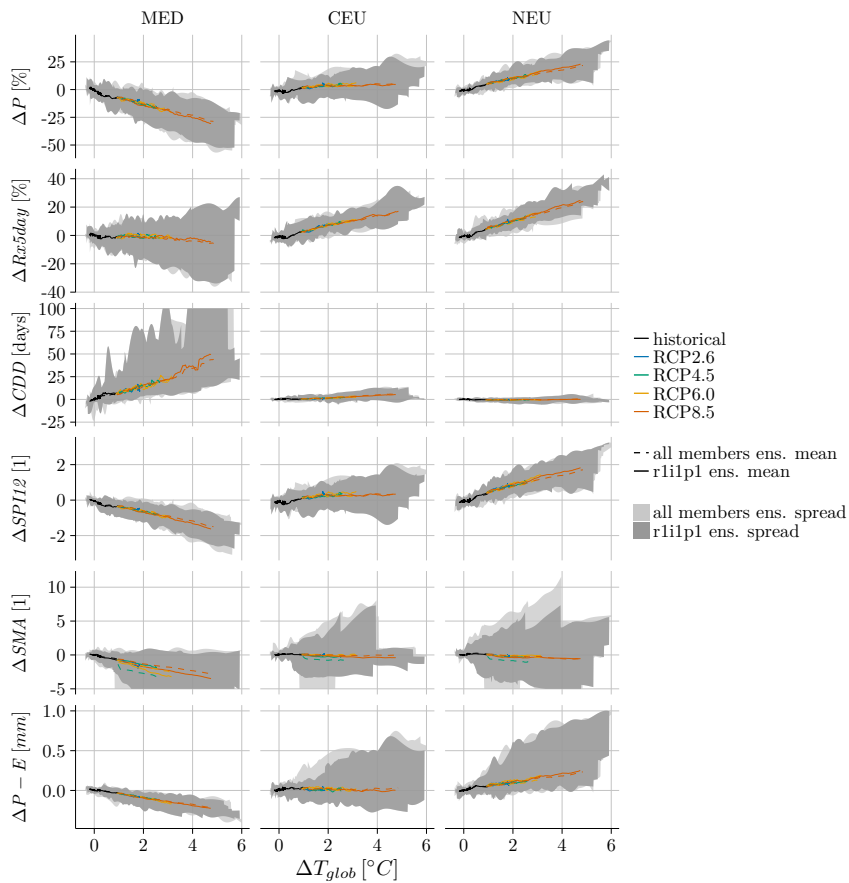 MED CEU NEU
ΔP [%]
25
0
-25
-50
ΔRx5day [%]
40
20
0
-20
-40
ΔCDD [days]
100
75
50
25
0
-25
ΔSPI12 [1]
2
0
-2
ΔSMA [1]
10
5
0
-5
ΔP − E [mm]
1.0
0.5
0.0
0 2 4 6 0 2 4 6 0 2 4 6
ΔT_glob [°C]
historical
RCP2.6
RCP4.5
RCP6.0
RCP8.5
all members ens. mean
r1i1p1 ens. mean
all members ens. spread
r1i1p1 ens. spread